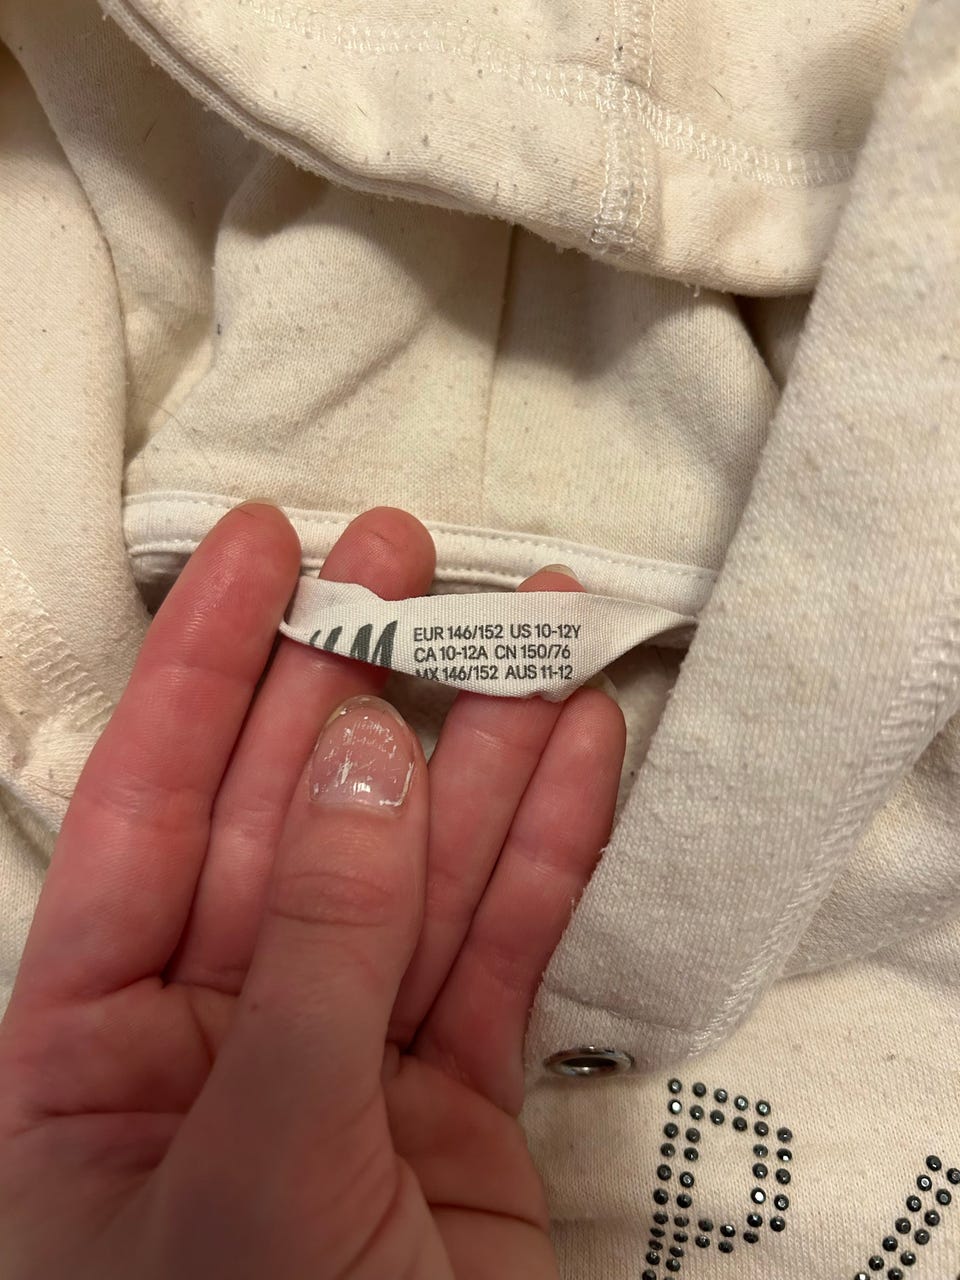 H&M
EUR 146/152 US 10-12Y
CA 10-12A CN 150/76
MX 146/152 AUS 11-12
P